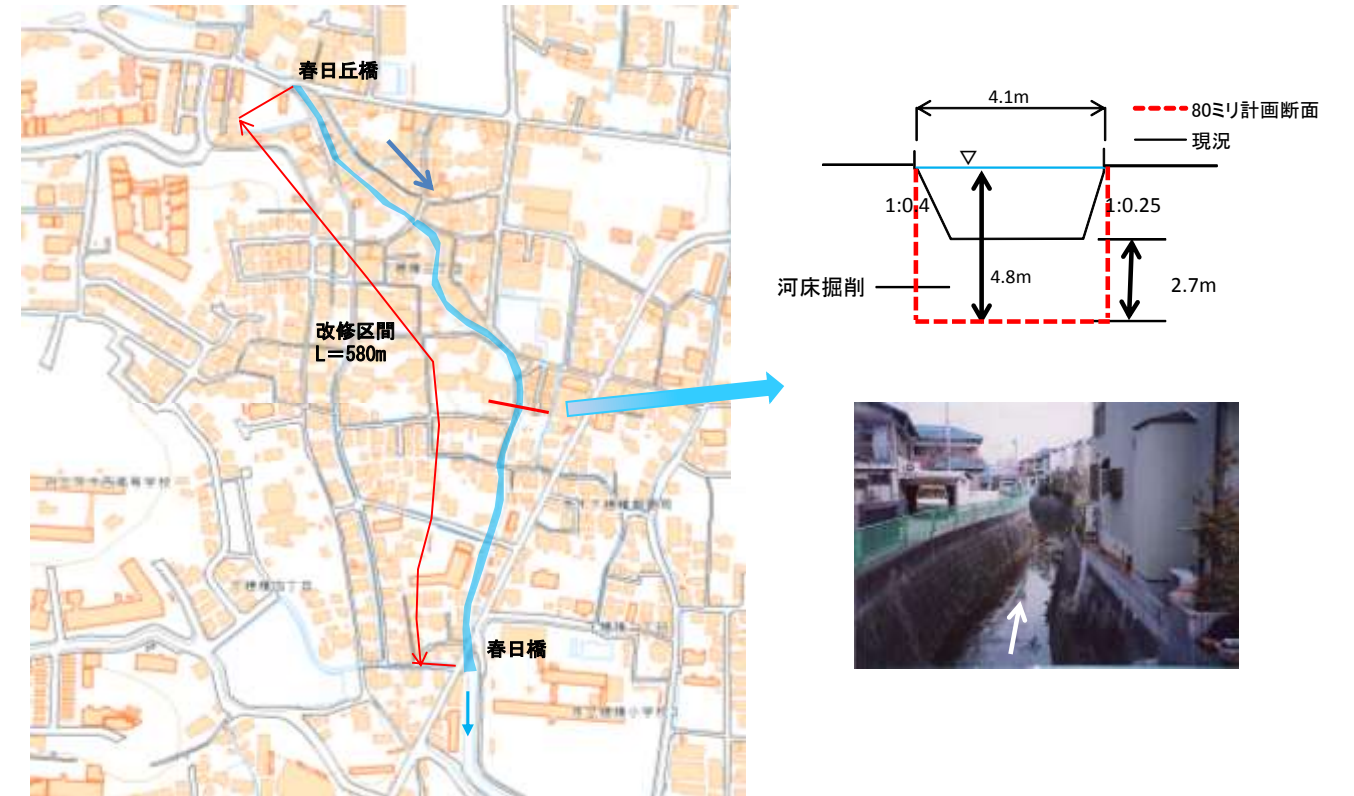 春日丘橋
改修区間
L=580m
春日橋
4.1m
80ミリ計画断面
現況
▽
1:0.4
1:0.25
4.8m
2.7m
河床掘削